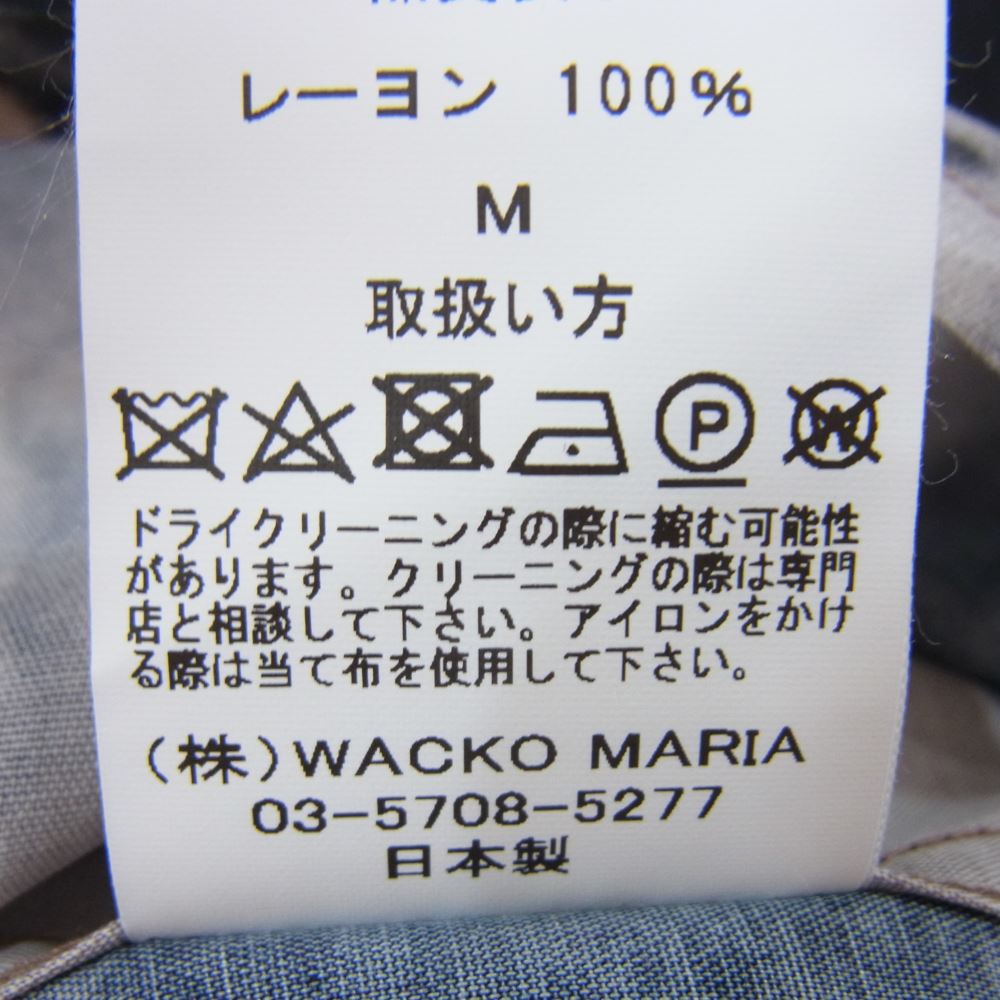 レーヨン 100%
M
取扱い方
P W
ドライクリーニングの際に縮む可能性
があります。クリーニングの際は専門
店と相談して下さい。アイロンをかけ
る際は当て布を使用して下さい。
(株)WACKO MARIA
03-5708-5277
日本製